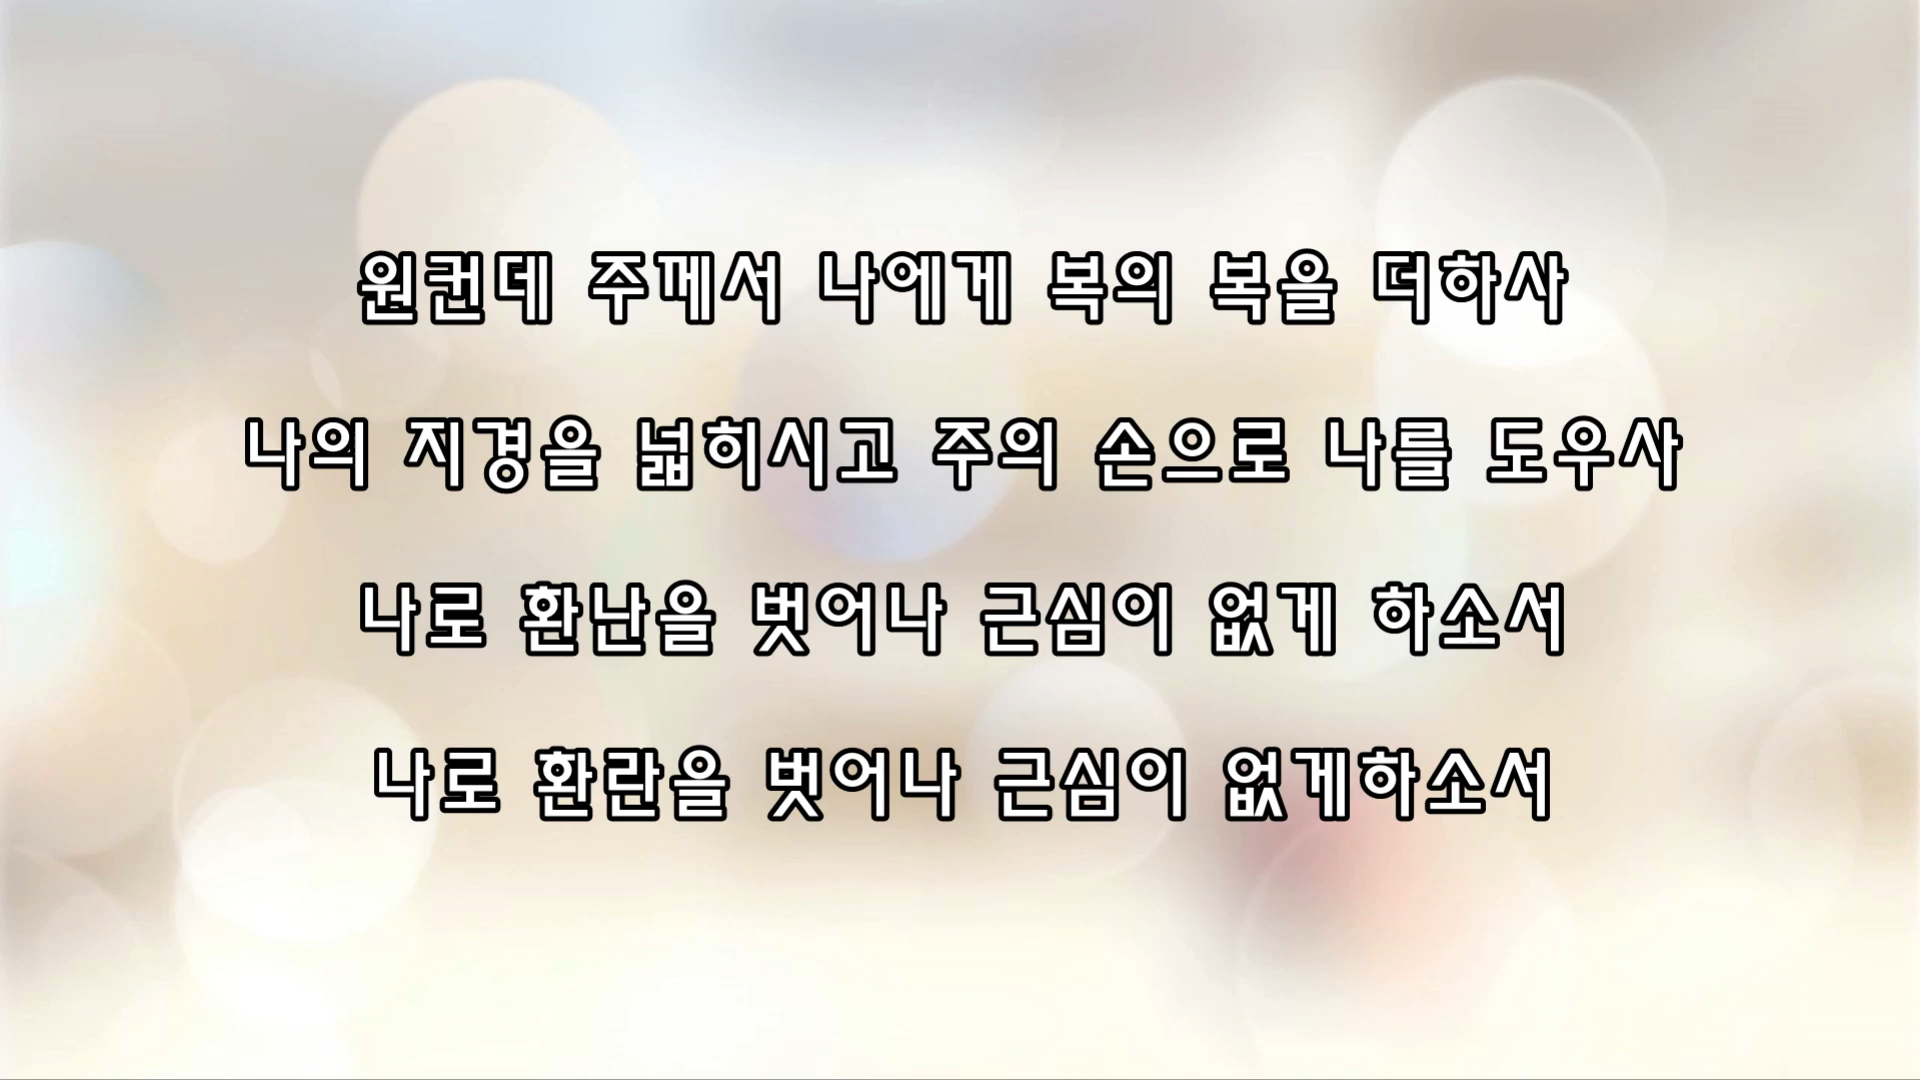 원컨데 주께서 나에게 복의 복을 더하사
나의 지경을 넓히시고 주의 손으로 나를 도우사
나로 환난을 벗어나 근심이 없게 하소서
나로 환란을 벗어나 근심이 없게하소서